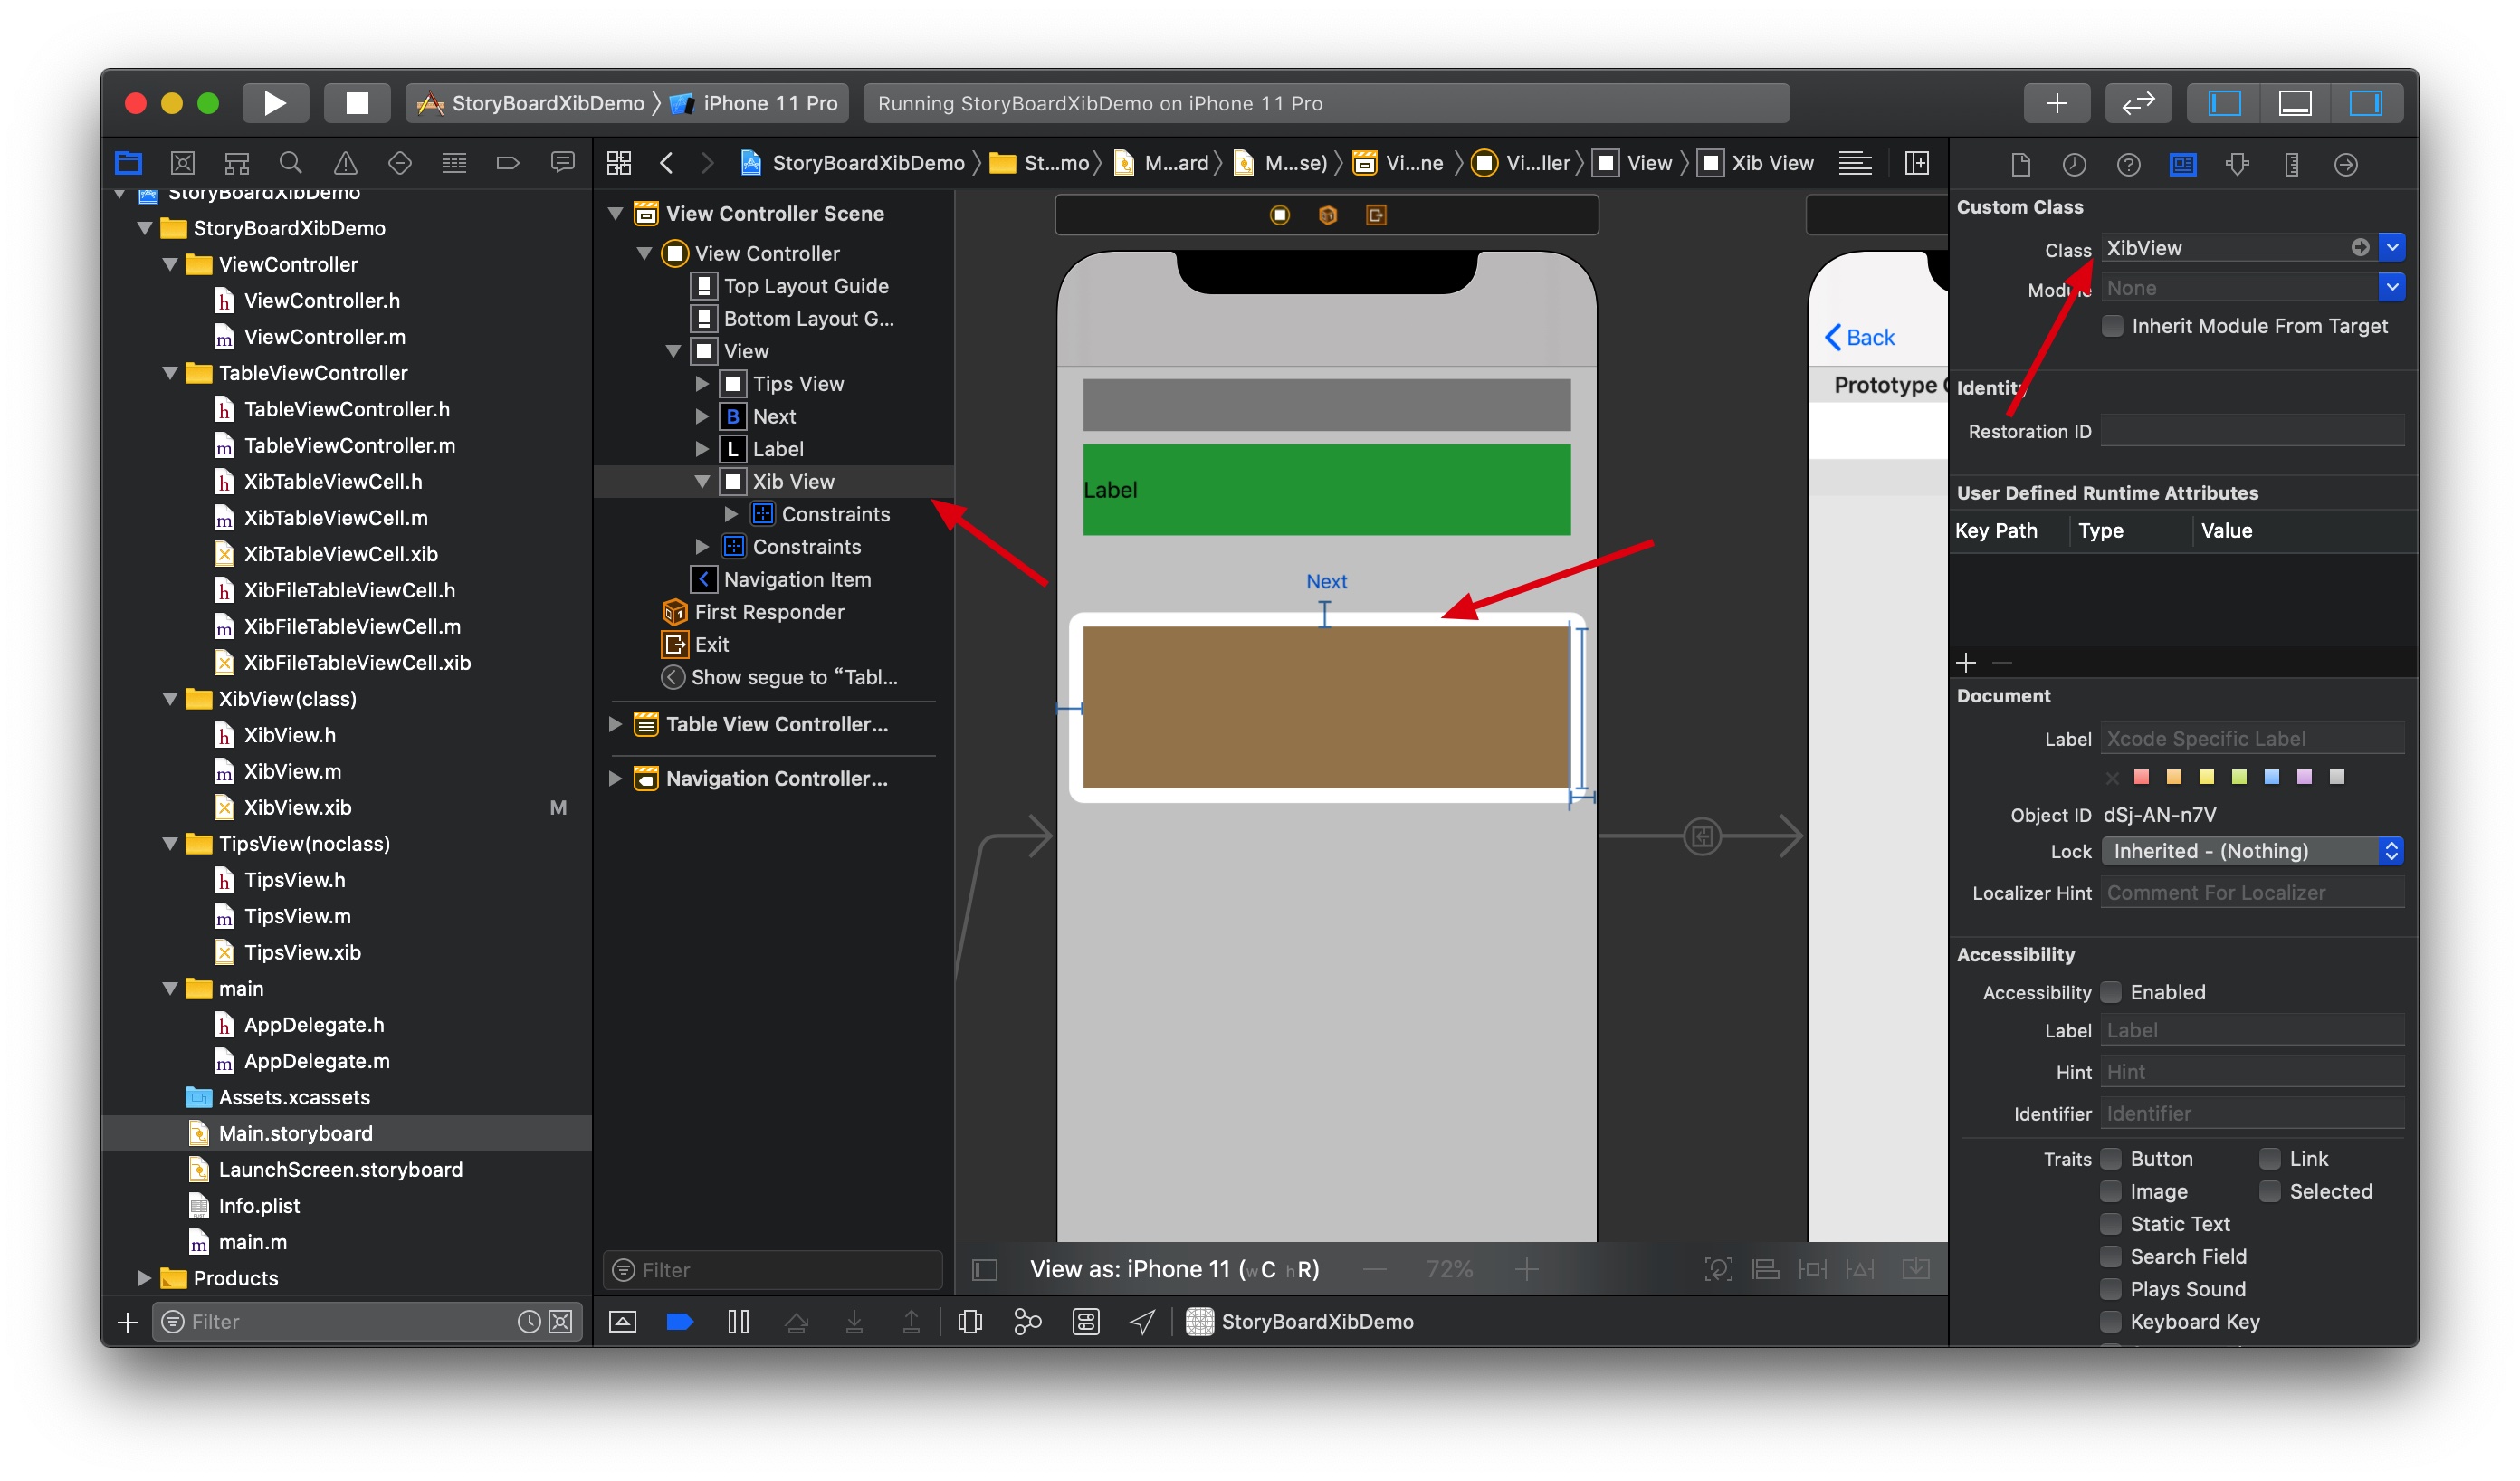 StoryBoardXibDemo 〉 iPhone 11 Pro
Running StoryBoardXibDemo on iPhone 11 Pro
StoryBoardXibDemo
StoryBoardXibDemo
ViewController
ViewController.h
ViewController.m
TableViewController
TableViewController.h
TableViewController.m
XibTableViewCell.h
XibTableViewCell.m
XibTableViewCell.xib
XibFileTableViewCell.h
XibFileTableViewCell.m
XibFileTableViewCell.xib
XibView(class)
XibView.h
XibView.m
XibView.xib M
TipsView(noclass)
TipsView.h
TipsView.m
TipsView.xib
main
AppDelegate.h
AppDelegate.m
Assets.xcassets
Main.storyboard
LaunchScreen.storyboard
Info.plist
main.m
Products
Filter
StoryBoardXibDemo 〉 St...mo 〉 M...ard 〉 M...se) 〉 Vi...ne 〉 Vi...ller 〉 View 〉 Xib View
View Controller Scene
View Controller
Top Layout Guide
Bottom Layout G...
View
Tips View
B Next
L Label
Xib View
Constraints
Constraints
Navigation Item
First Responder
Exit
Show segue to “Tabl...
Table View Controller...
Navigation Controller...
Filter
Label
Next
Back
Prototype C
View as: iPhone 11 (wC hR)
72%
StoryBoardXibDemo
Custom Class
Class XibView
Module None
Inherit Module From Target
Identity
Restoration ID
User Defined Runtime Attributes
Key Path Type Value
Document
Label Xcode Specific Label
Object ID dSj-AN-n7V
Lock Inherited - (Nothing)
Localizer Hint Comment For Localizer
Accessibility
Accessibility Enabled
Label Label
Hint Hint
Identifier Identifier
Traits Button Link
Image Selected
Static Text
Search Field
Plays Sound
Keyboard Key